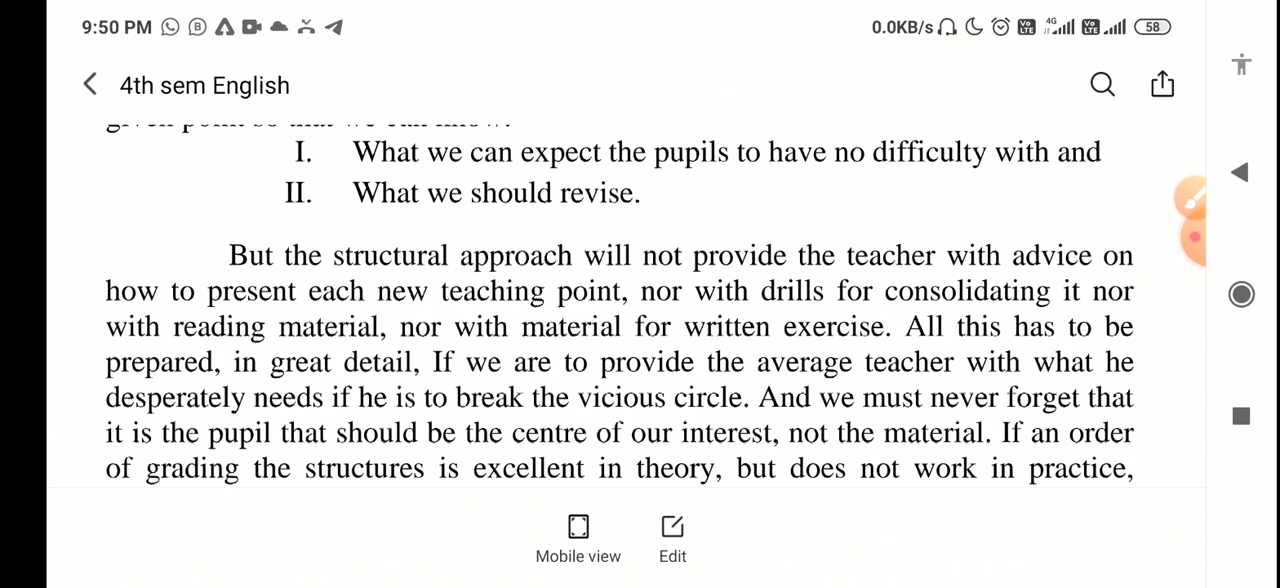 9:50 PM
0.0KB/s 4G Vo LTE Vo LTE 58
4th sem English
I. What we can expect the pupils to have no difficulty with and
II. What we should revise.
But the structural approach will not provide the teacher with advice on
how to present each new teaching point, nor with drills for consolidating it nor
with reading material, nor with material for written exercise. All this has to be
prepared, in great detail, If we are to provide the average teacher with what he
desperately needs if he is to break the vicious circle. And we must never forget that
it is the pupil that should be the centre of our interest, not the material. If an order
of grading the structures is excellent in theory, but does not work in practice,
Mobile view
Edit